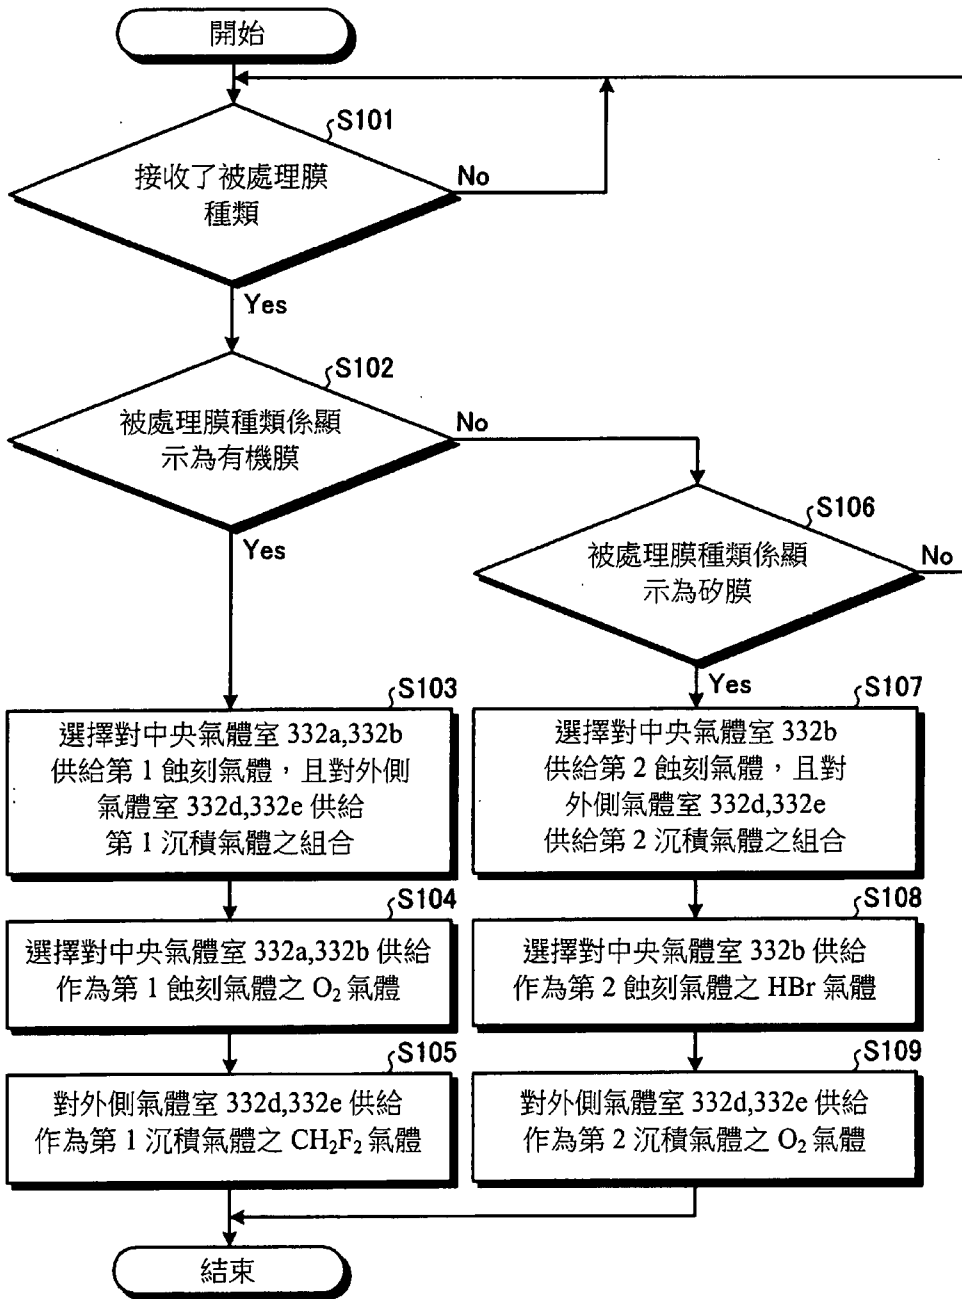 開始
S101
接收了被處理膜
種類
No
Yes
S102
被處理膜種類係顯
示為有機膜
No
Yes
S106
被處理膜種類係顯
示為矽膜
No
Yes
S103
選擇對中央氣體室 332a,332b
供給第 1 蝕刻氣體，且對外側
氣體室 332d,332e 供給
第 1 沉積氣體之組合
S104
選擇對中央氣體室 332a,332b 供給
作為第 1 蝕刻氣體之 O₂ 氣體
S105
對外側氣體室 332d,332e 供給
作為第 1 沉積氣體之 CH₂F₂ 氣體
S107
選擇對中央氣體室 332b
供給第 2 蝕刻氣體，且對
外側氣體室 332d,332e
供給第 2 沉積氣體之組合
S108
選擇對中央氣體室 332b 供給
作為第 2 蝕刻氣體之 HBr 氣體
S109
對外側氣體室 332d,332e 供給
作為第 2 沉積氣體之 O₂ 氣體
結束